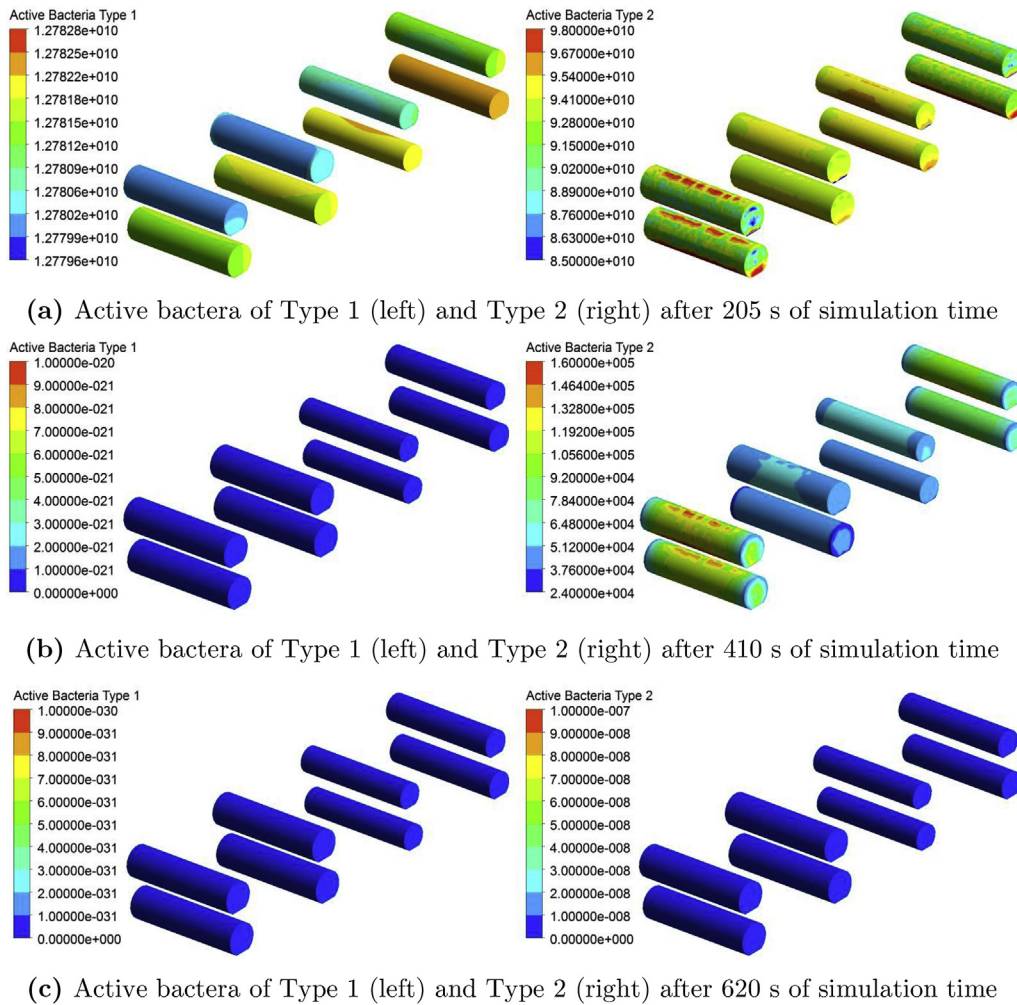 Active Bacteria Type 1
1.27828e+010
1.27825e+010
1.27822e+010
1.27818e+010
1.27815e+010
1.27812e+010
1.27809e+010
1.27806e+010
1.27802e+010
1.27799e+010
1.27796e+010
Active Bacteria Type 2
9.80000e+010
9.67000e+010
9.54000e+010
9.41000e+010
9.28000e+010
9.15000e+010
9.02000e+010
8.89000e+010
8.76000e+010
8.63000e+010
8.50000e+010
(a) Active bactera of Type 1 (left) and Type 2 (right) after 205 s of simulation time
Active Bacteria Type 1
1.00000e-020
9.00000e-021
8.00000e-021
7.00000e-021
6.00000e-021
5.00000e-021
4.00000e-021
3.00000e-021
2.00000e-021
1.00000e-021
0.00000e+000
Active Bacteria Type 2
1.60000e+005
1.46400e+005
1.32800e+005
1.19200e+005
1.05600e+005
9.20000e+004
7.84000e+004
6.48000e+004
5.12000e+004
3.76000e+004
2.40000e+004
(b) Active bactera of Type 1 (left) and Type 2 (right) after 410 s of simulation time
Active Bacteria Type 1
1.00000e-030
9.00000e-031
8.00000e-031
7.00000e-031
6.00000e-031
5.00000e-031
4.00000e-031
3.00000e-031
2.00000e-031
1.00000e-031
0.00000e+000
Active Bacteria Type 2
1.00000e-007
9.00000e-008
8.00000e-008
7.00000e-008
6.00000e-008
5.00000e-008
4.00000e-008
3.00000e-008
2.00000e-008
1.00000e-008
0.00000e+000
(c) Active bactera of Type 1 (left) and Type 2 (right) after 620 s of simulation time